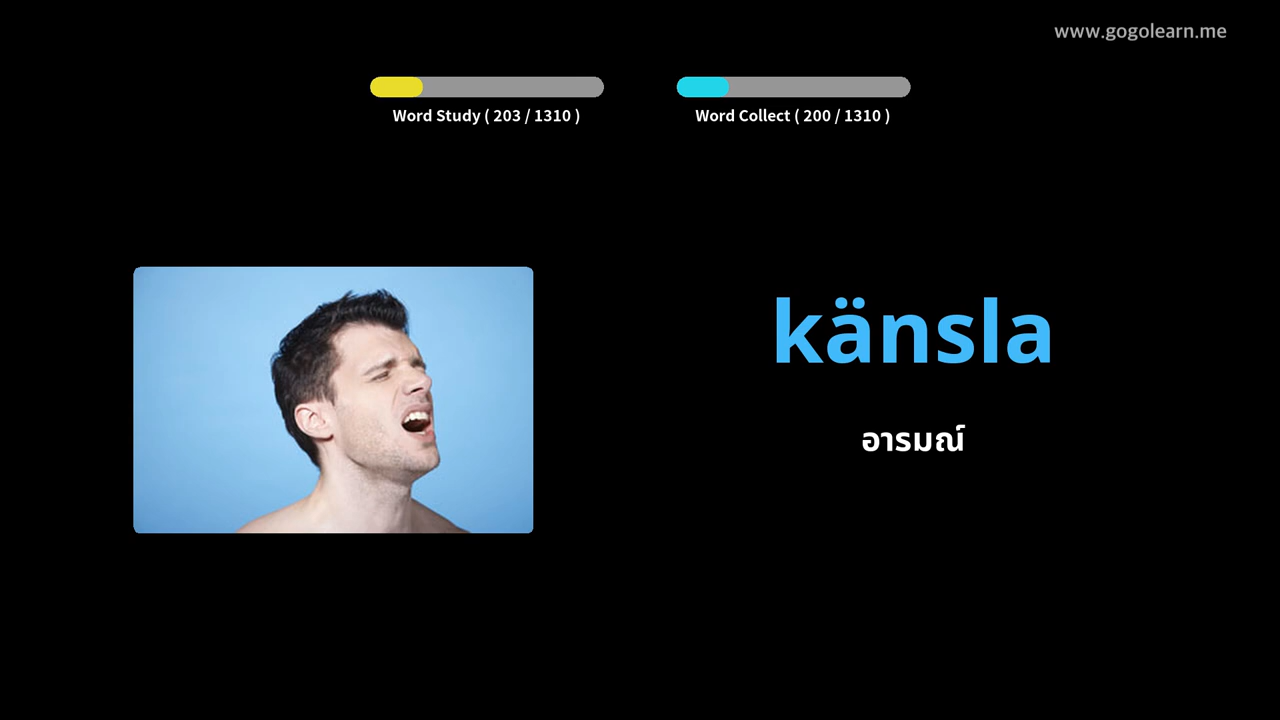 www.gogolearn.me
Word Study ( 203 / 1310 )
Word Collect ( 200 / 1310 )
känsla
อารมณ์